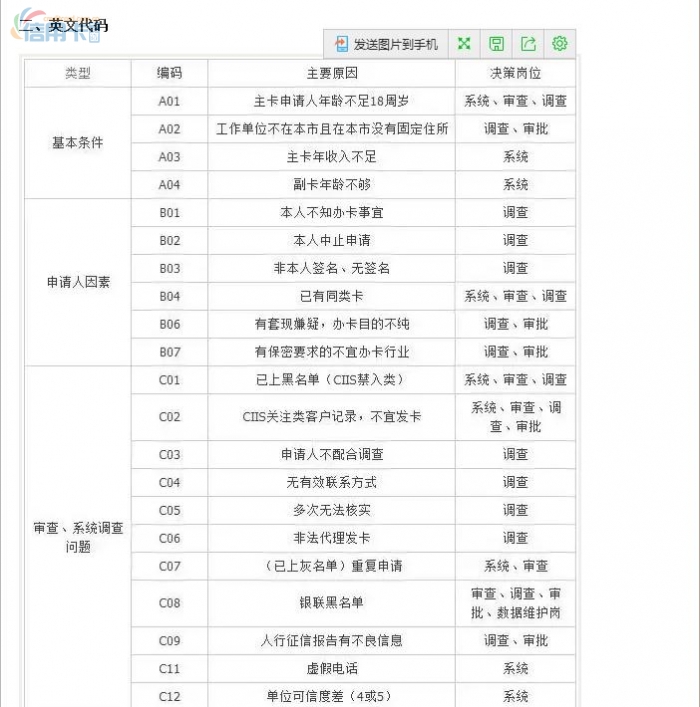 二、英文代码
信用卡
发送图片到手机
类型 编码 主要原因 决策岗位
基本条件
A01 主卡申请人年龄不足18周岁 系统、审查、调查
A02 工作单位不在本市且在本市没有固定住所 调查、审批
A03 主卡年收入不足 系统
A04 副卡年龄不够 系统
申请人因素
B01 本人不知办卡事宜 调查
B02 本人中止申请 调查
B03 非本人签名、无签名 调查
B04 已有同类卡 系统、审查、调查
B06 有套现嫌疑，办卡目的不纯 调查、审批
B07 有保密要求的不宜办卡行业 调查、审批
审查、系统调查
问题
C01 已上黑名单（CIIS禁入类） 系统、审查、调查
C02 CIIS关注类客户记录，不宜发卡 系统、审查、调
查、审批
C03 申请人不配合调查 调查
C04 无有效联系方式 调查
C05 多次无法核实 调查
C06 非法代理发卡 调查
C07 （已上灰名单）重复申请 系统、审查
C08 银联黑名单 审查、调查、审
批、数据维护岗
C09 人行征信报告有不良信息 调查、审批
C11 虚假电话 系统
C12 单位可信度差（4或5） 系统